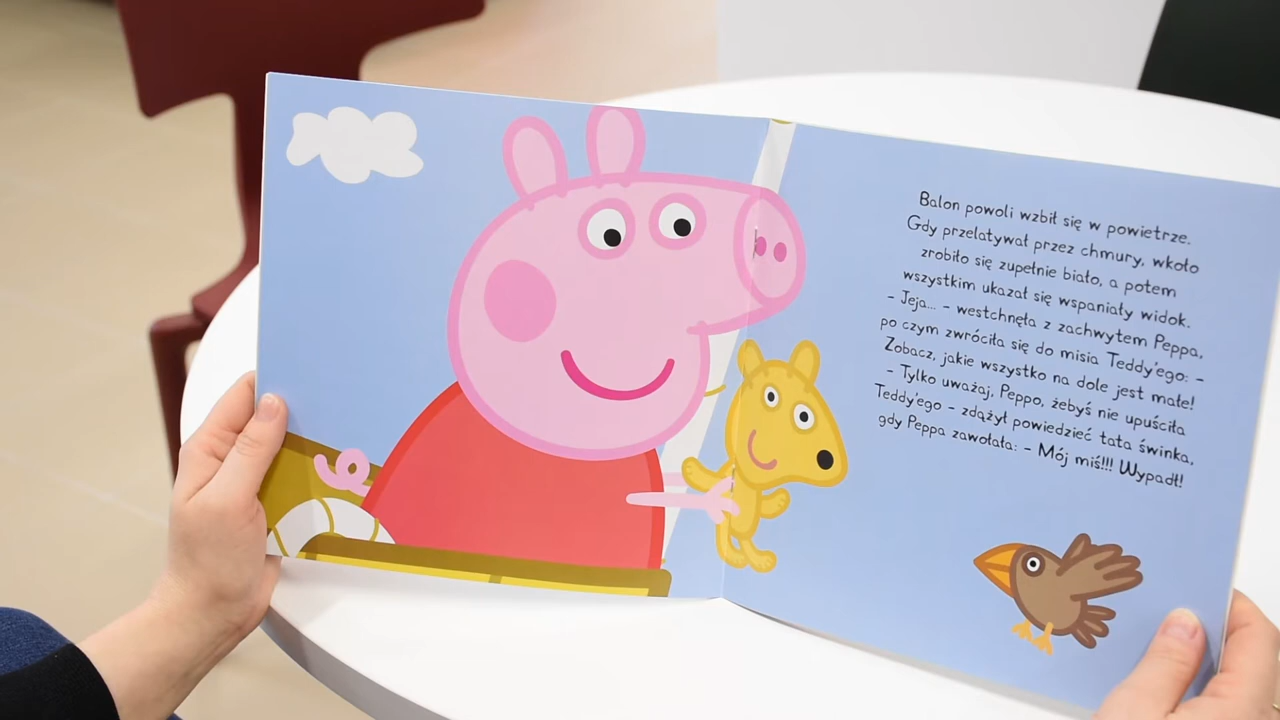 Balon powoli wzbił się w powietrze.
Gdy przelatywał przez chmury, wkoło
zrobiło się zupełnie biało, a potem
wszystkim ukazał się wspaniały widok.
- Jeja... - westchnęła z zachwytem Peppa,
po czym zwróciła się do misia Teddy'ego: -
Zobacz, jakie wszystko na dole jest małe!
- Tylko uważaj, Peppo, żebyś nie upuściła
Teddy'ego - zdążył powiedzieć tata świnka,
gdy Peppa zawołała: - Mój miś!!! Wypadł!